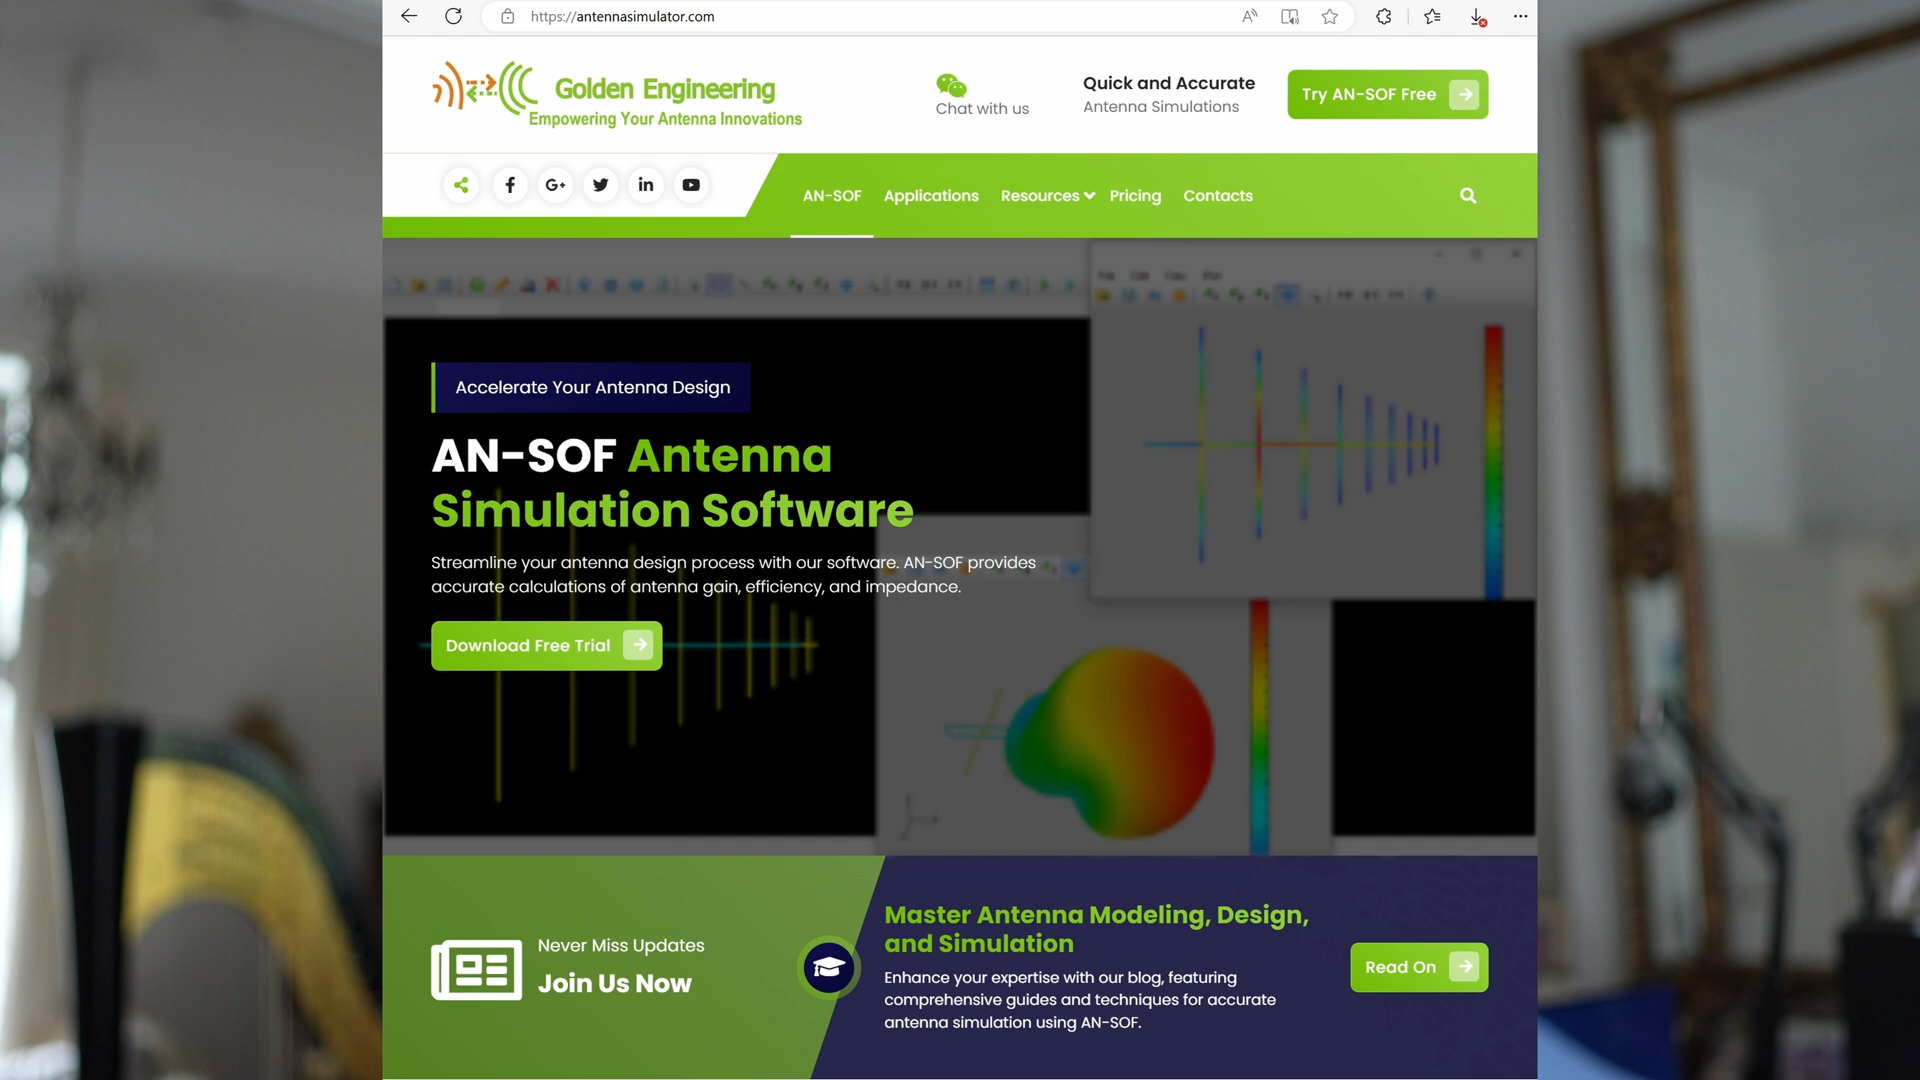 https://antennasimulator.com
Golden Engineering
Empowering Your Antenna Innovations
Chat with us
Quick and Accurate
Antenna Simulations
Try AN-SOF Free
AN-SOF
Applications
Resources
Pricing
Contacts
Accelerate Your Antenna Design
AN-SOF Antenna
Simulation Software
Streamline your antenna design process with our software. AN-SOF provides
accurate calculations of antenna gain, efficiency, and impedance.
Download Free Trial
Never Miss Updates
Join Us Now
Master Antenna Modeling, Design,
and Simulation
Enhance your expertise with our blog, featuring
comprehensive guides and techniques for accurate
antenna simulation using AN-SOF.
Read On